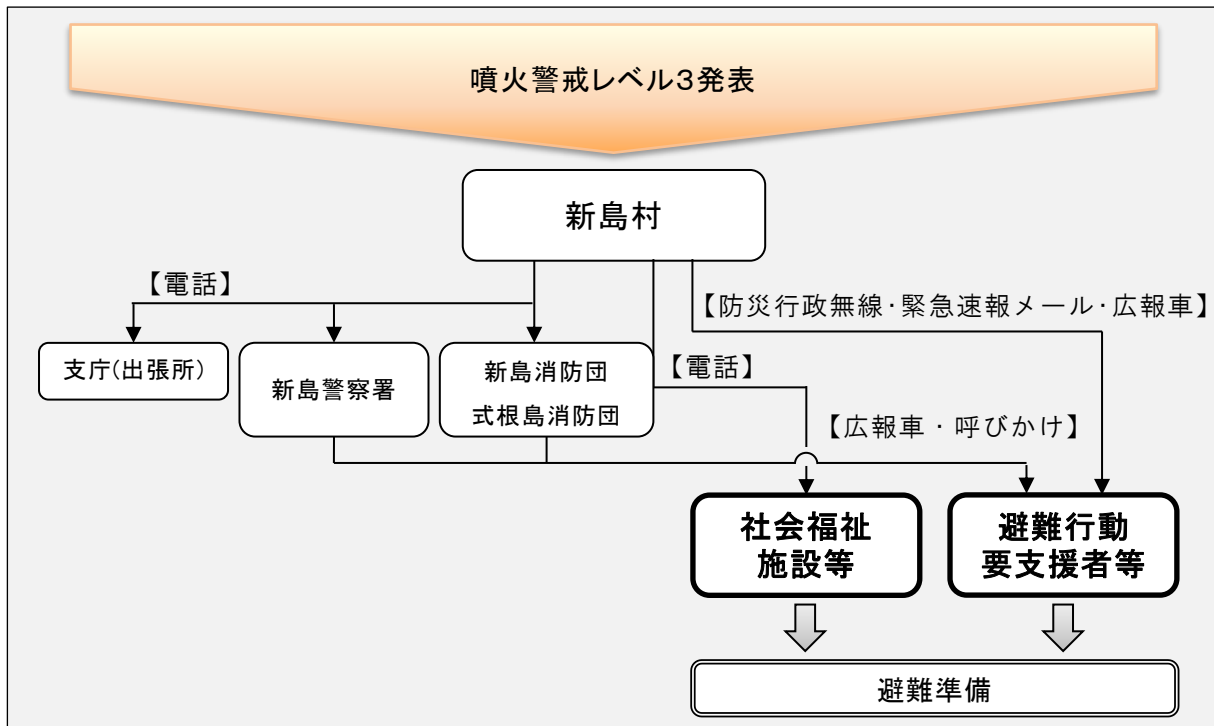 噴火警戒レベル3発表
新島村
【電話】
【防災行政無線･緊急速報メール･広報車】
支庁(出張所)
新島警察署
新島消防団
式根島消防団
【電話】
【広報車・呼びかけ】
社会福祉
施設等
避難行動
要支援者等
避難準備